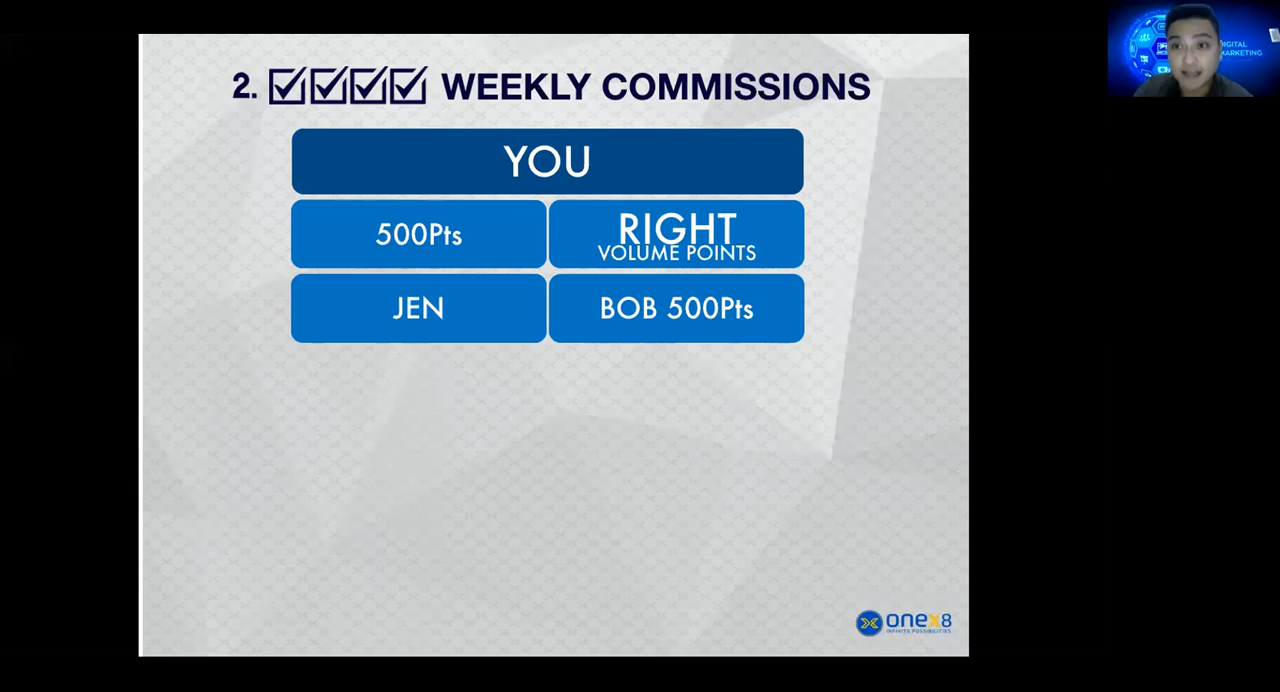 2. WEEKLY COMMISSIONS
YOU
500Pts
RIGHT
VOLUME POINTS
JEN
BOB 500Pts
onex8
INFINITE POSSIBILITIES
DIGITAL
MARKETING